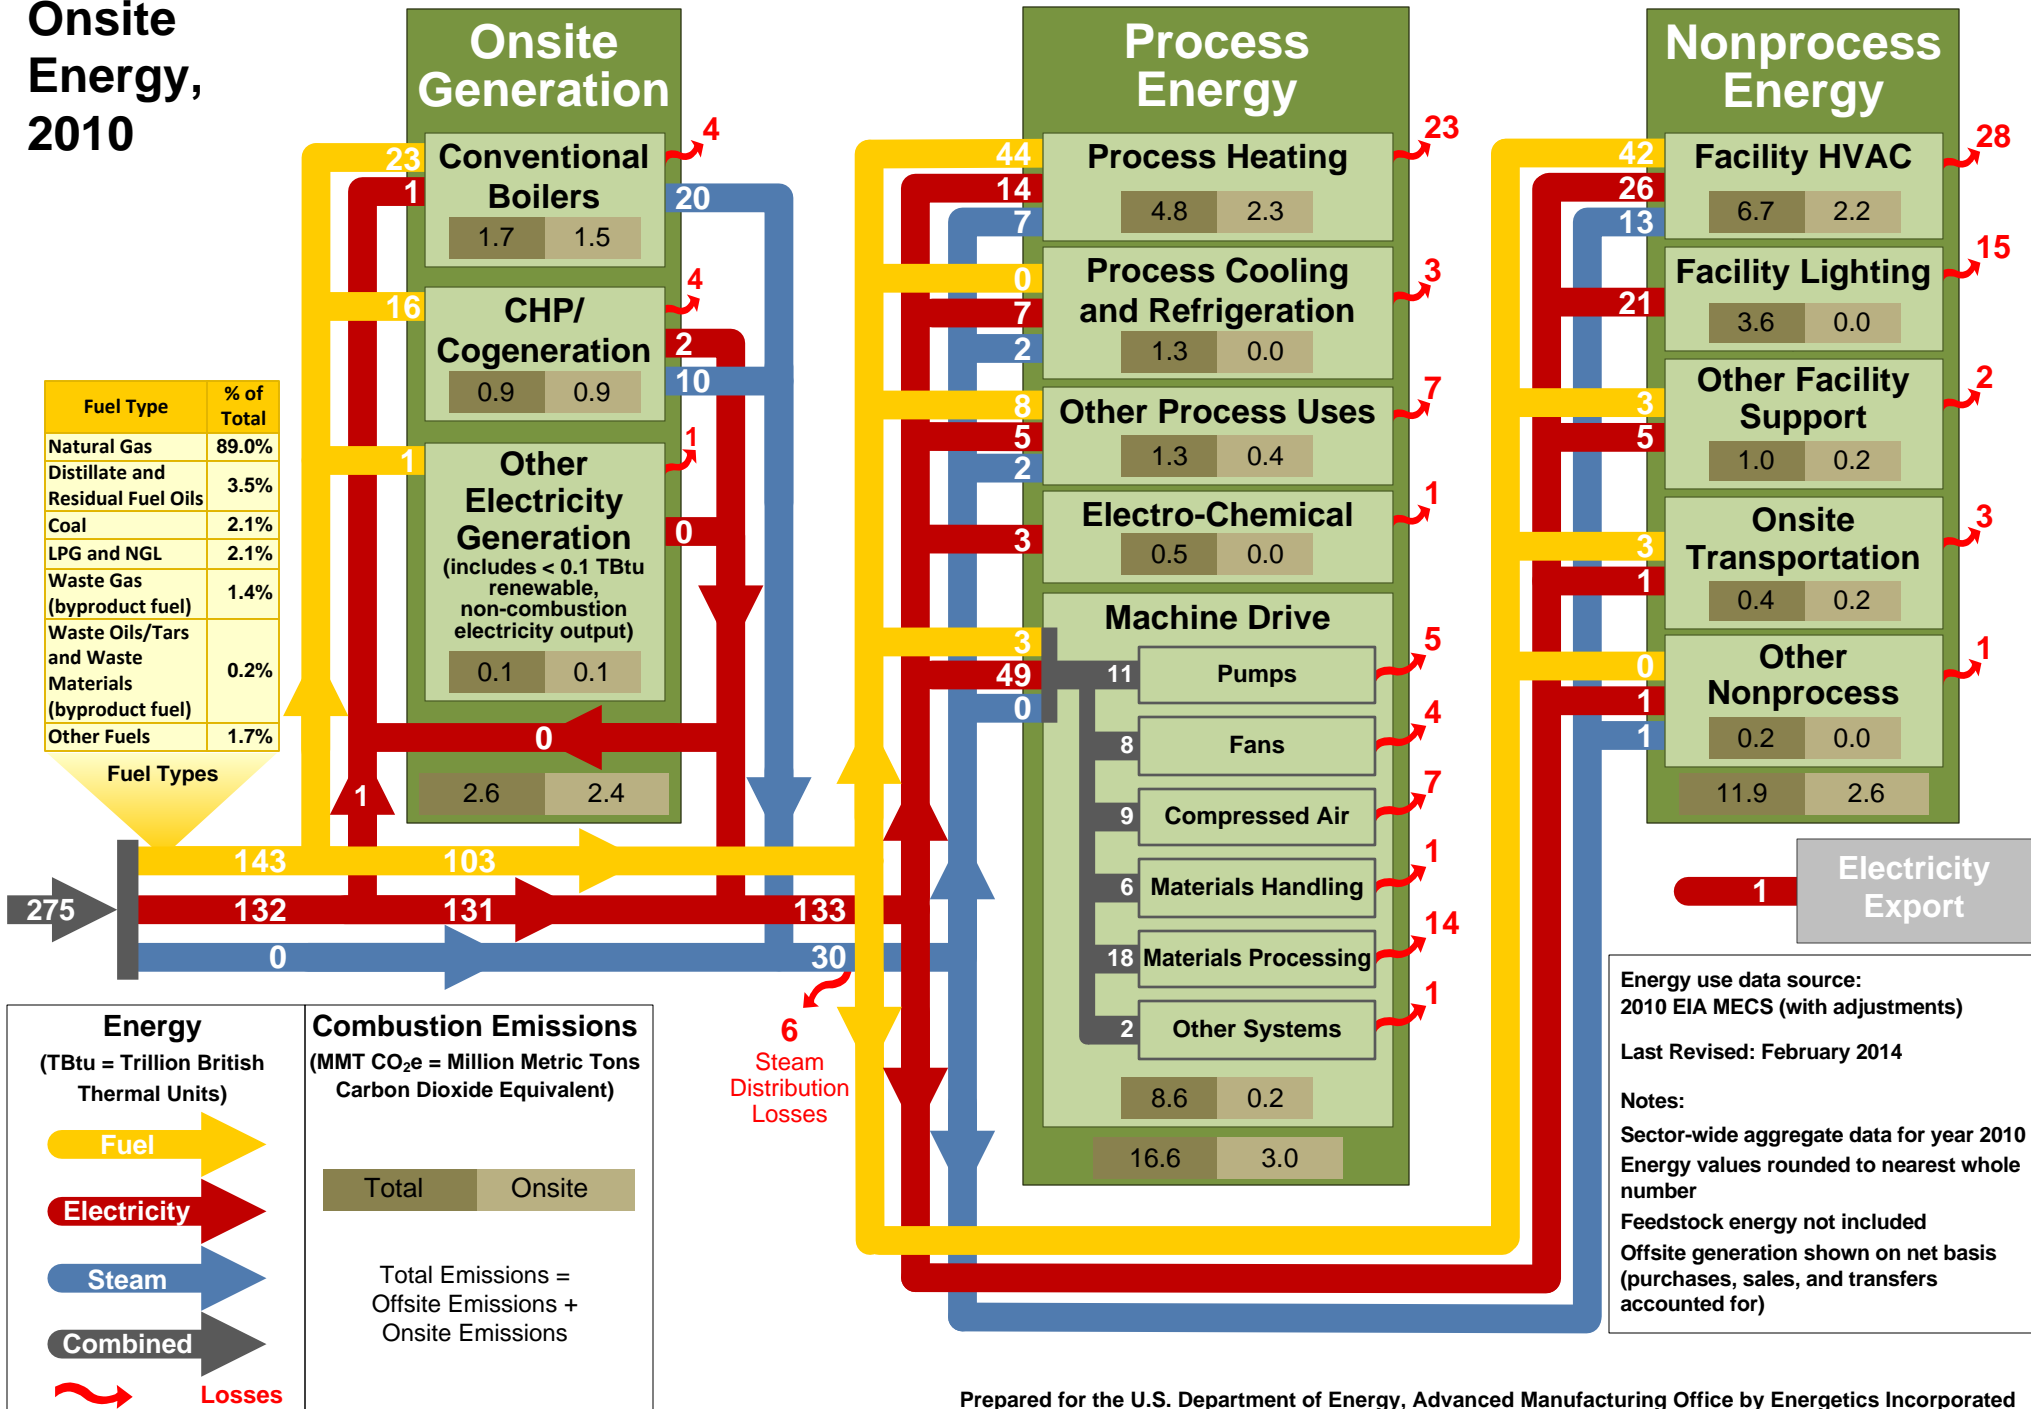 Onsite
Energy,
2010
Onsite
Generation
Conventional
Boilers
1.7 1.5
23
1
4
20
CHP/
Cogeneration
0.9 0.9
16
4
2
10
Other
Electricity
Generation
(includes < 0.1 TBtu
renewable,
non-combustion
electricity output)
0.1 0.1
1
1
0
0
1
2.6 2.4
Fuel Type % of
Total
Natural Gas 89.0%
Distillate and
Residual Fuel Oils 3.5%
Coal 2.1%
LPG and NGL 2.1%
Waste Gas
(byproduct fuel) 1.4%
Waste Oils/Tars
and Waste
Materials
(byproduct fuel) 0.2%
Other Fuels 1.7%
Fuel Types
275
143 103
132 131 133
0 30
6
Steam
Distribution
Losses
Process
Energy
44
14
7
Process Heating
4.8 2.3
23
0
7
2
Process Cooling
and Refrigeration
1.3 0.0
3
8
5
2
Other Process Uses
1.3 0.4
7
3
Electro-Chemical
0.5 0.0
1
3
49
0
Machine Drive
11 Pumps 5
8 Fans 4
9 Compressed Air 7
6 Materials Handling 1
18 Materials Processing 14
2 Other Systems 1
8.6 0.2
16.6 3.0
Nonprocess
Energy
42
26
13
Facility HVAC
6.7 2.2
28
21
Facility Lighting
3.6 0.0
15
3
5
Other Facility
Support
1.0 0.2
2
3
1
Onsite
Transportation
0.4 0.2
3
0
1
1
Other
Nonprocess
0.2 0.0
1
11.9 2.6
1
Electricity
Export
Energy use data source:
2010 EIA MECS (with adjustments)
Last Revised: February 2014
Notes:
Sector-wide aggregate data for year 2010
Energy values rounded to nearest whole
number
Feedstock energy not included
Offsite generation shown on net basis
(purchases, sales, and transfers
accounted for)
Energy
(TBtu = Trillion British
Thermal Units)
Fuel
Electricity
Steam
Combined
Losses
Combustion Emissions
(MMT CO₂e = Million Metric Tons
Carbon Dioxide Equivalent)
Total Onsite
Total Emissions =
Offsite Emissions +
Onsite Emissions
Prepared for the U.S. Department of Energy, Advanced Manufacturing Office by Energetics Incorporated